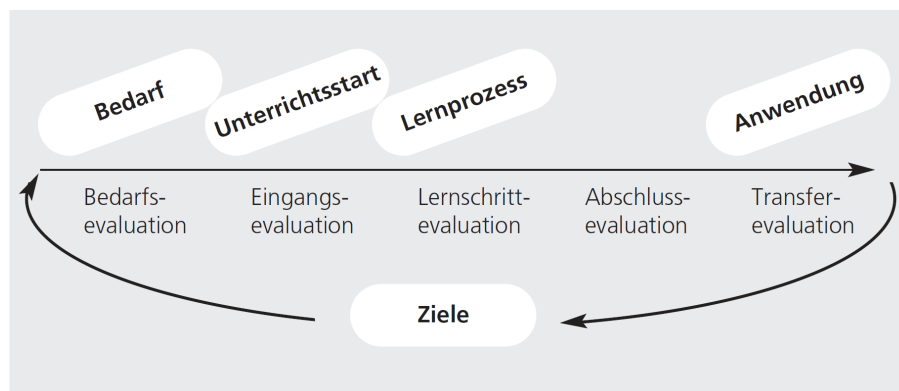 Bedarf
Unterrichtsstart
Lernprozess
Anwendung
Bedarfs-
evaluation
Eingangs-
evaluation
Lernschritt-
evaluation
Abschluss-
evaluation
Transfer-
evaluation
Ziele